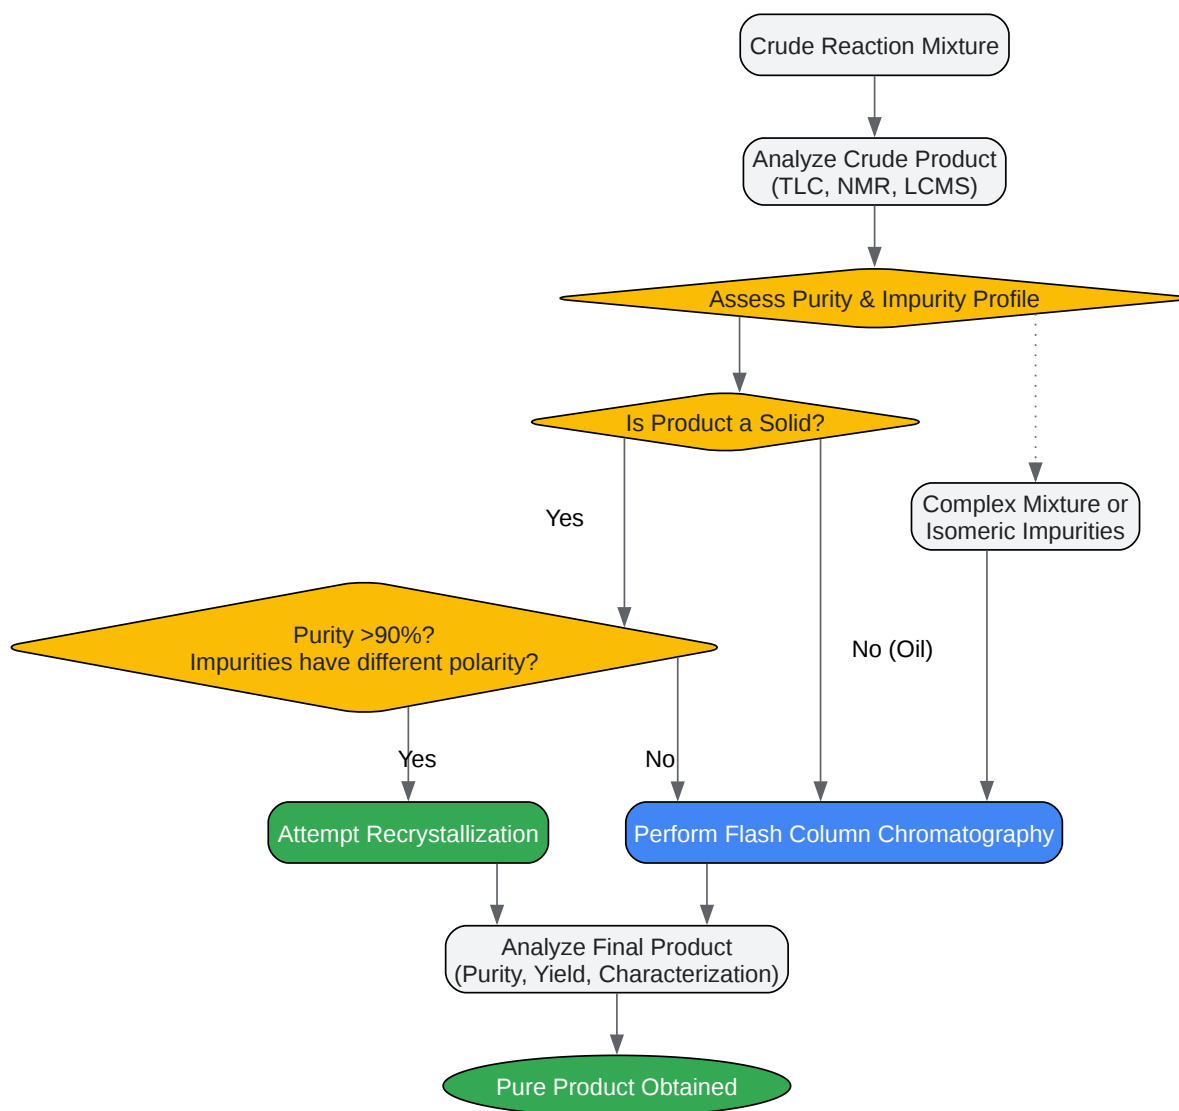 Crude Reaction Mixture
Analyze Crude Product
(TLC, NMR, LCMS)
Assess Purity & Impurity Profile
Is Product a Solid?
Complex Mixture or
Isomeric Impurities
Yes
Purity >90%?
Impurities have different polarity?
No (Oil)
Yes
No
Attempt Recrystallization
Perform Flash Column Chromatography
Analyze Final Product
(Purity, Yield, Characterization)
Pure Product Obtained